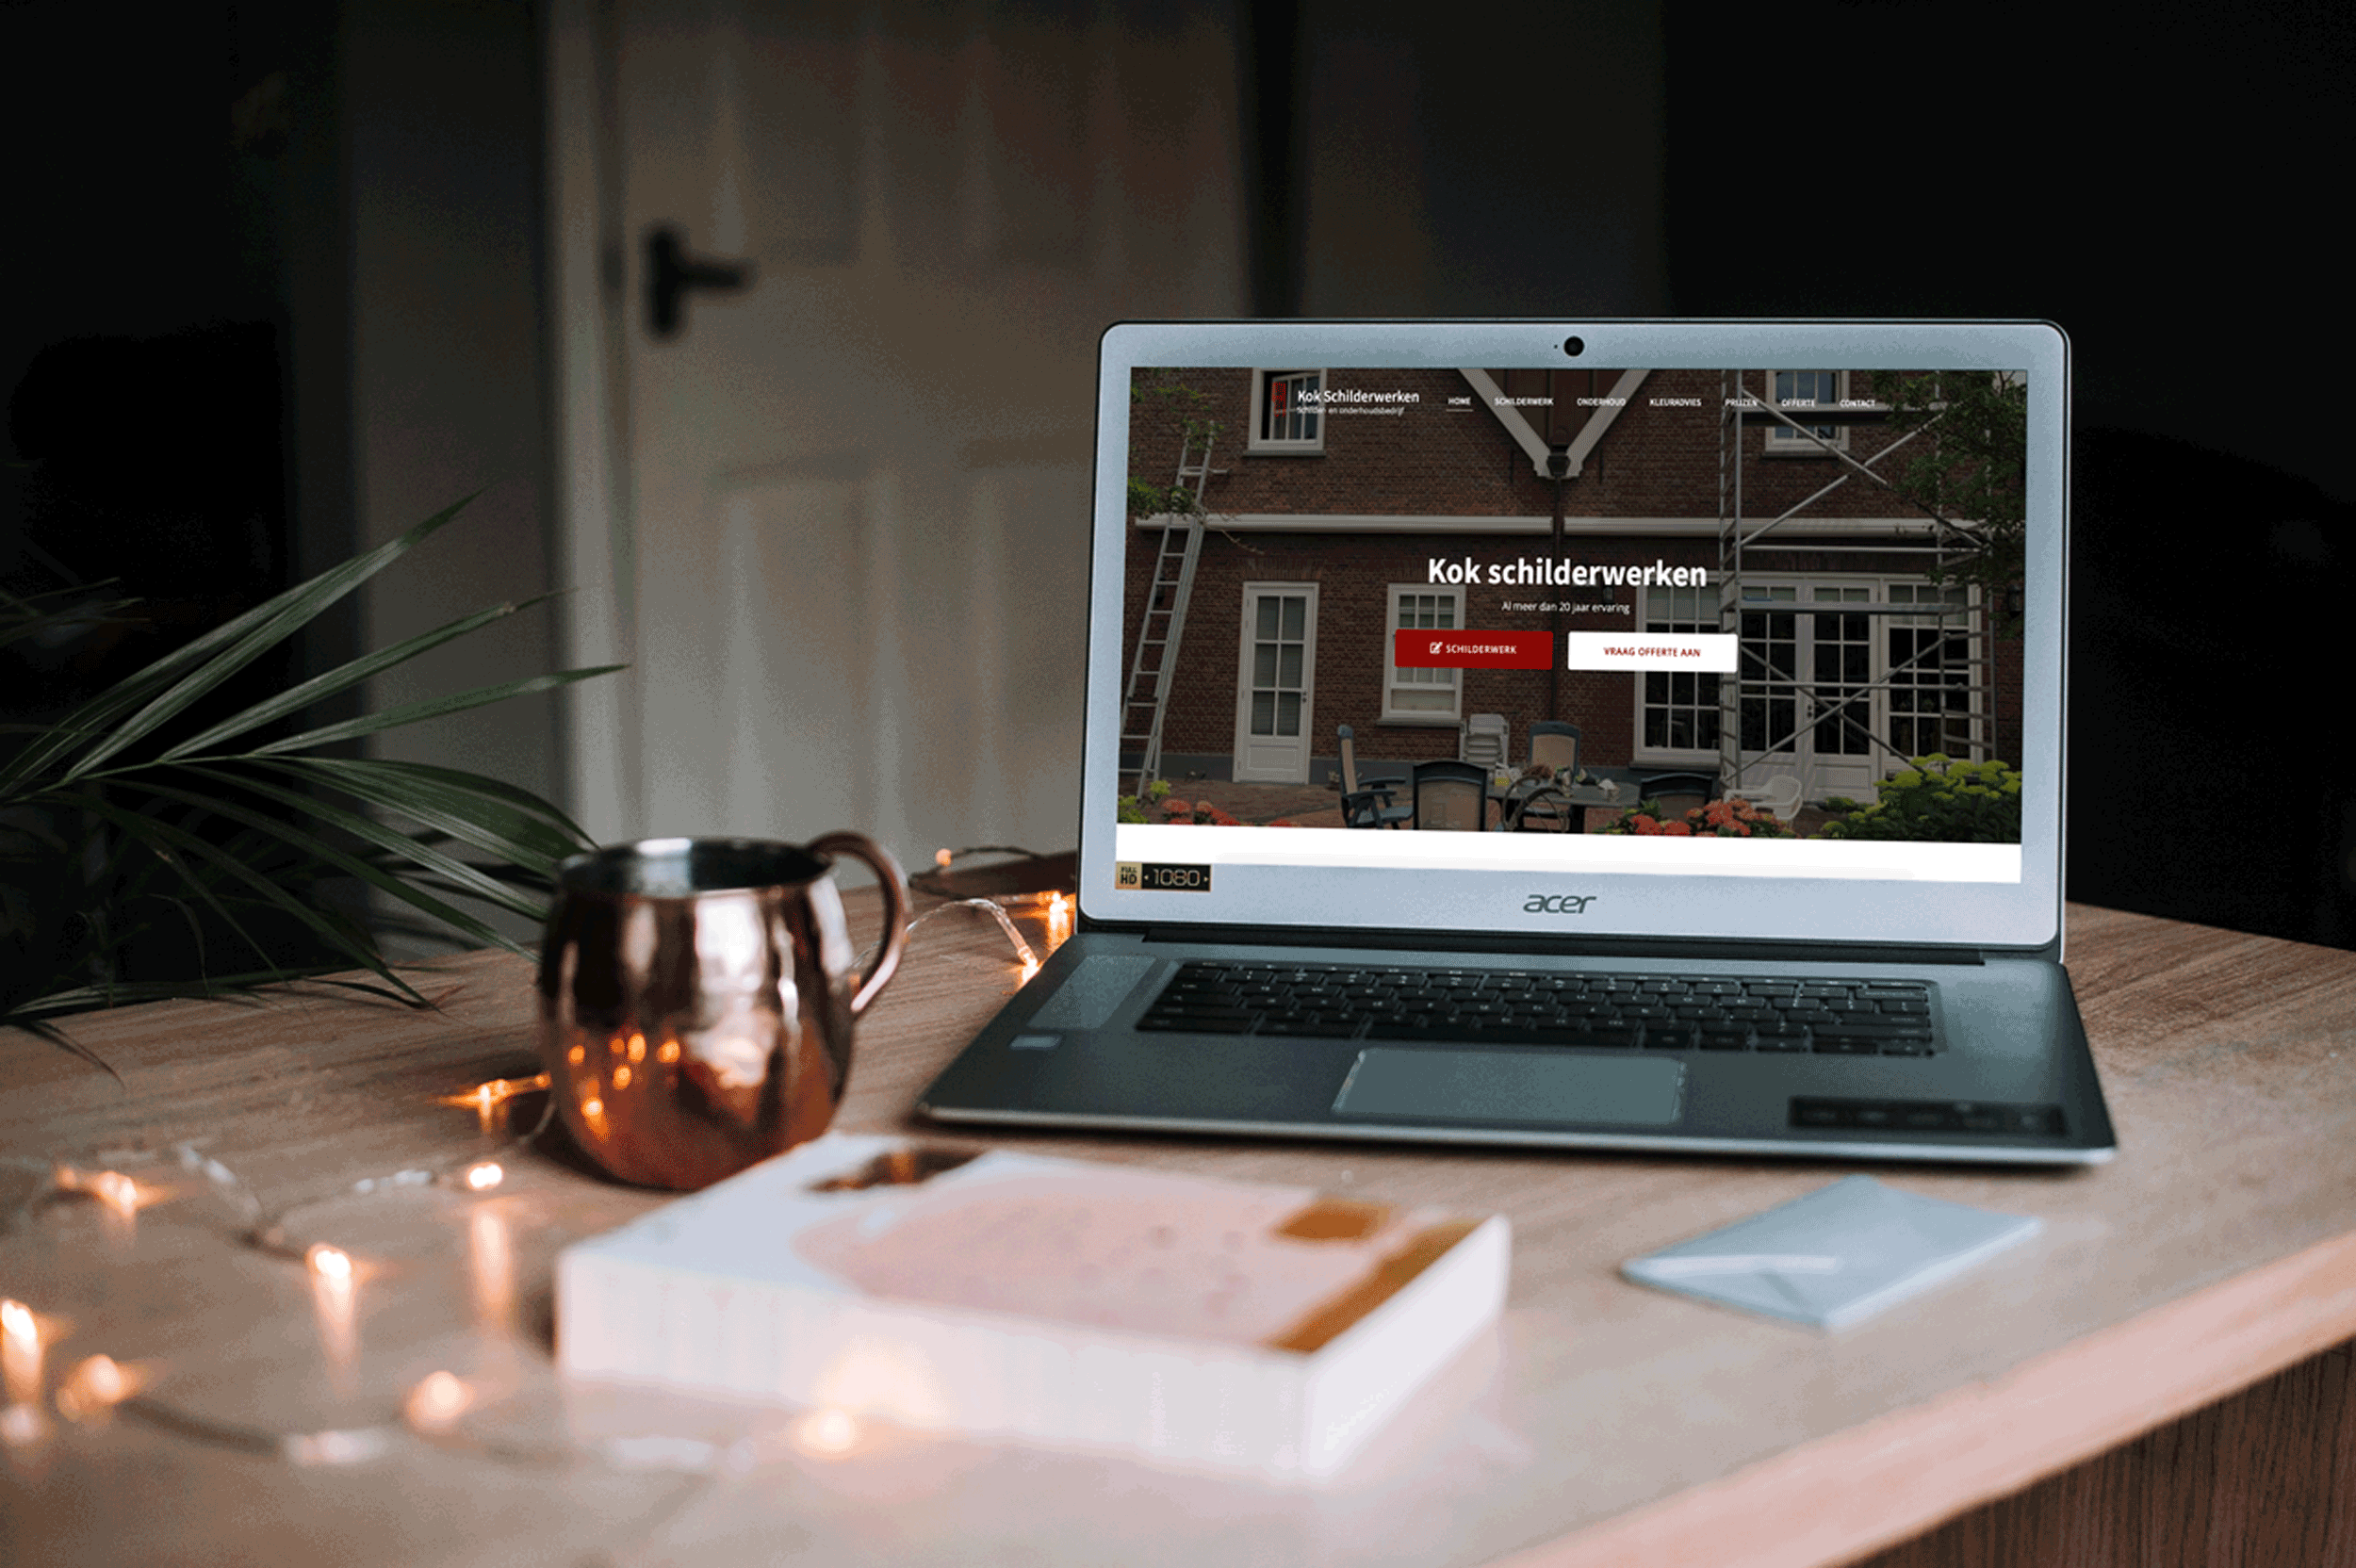 Kok Schilderwerken
Schilder- en onderhoudsbedrijf
HOME SCHILDERWERK ONDERHOUD KLEURADVIES PRIJZEN OFFERTE CONTACT
Kok schilderwerken
Al meer dan 20 jaar ervaring
SCHILDERWERK
VRAAG OFFERTE AAN
FULL
HD
1080
acer